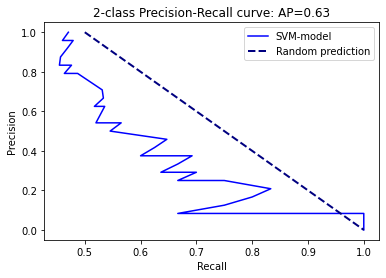 2-class Precision-Recall curve: AP=0.63
SVM-model
Random prediction
Precision
1.0
0.8
0.6
0.4
0.2
0.0
0.5 0.6 0.7 0.8 0.9 1.0
Recall